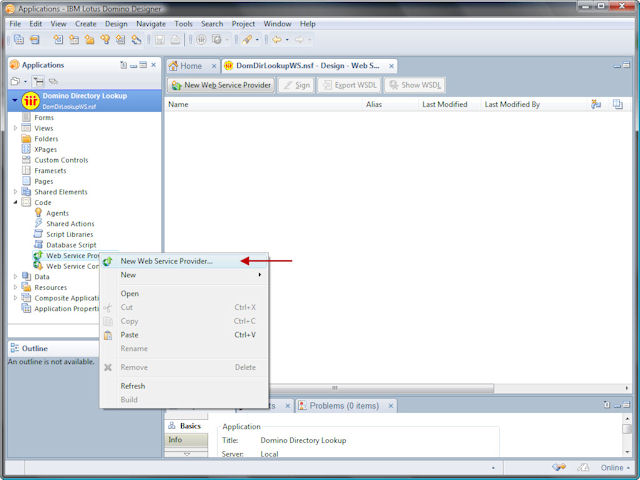 Applications - IBM Lotus Domino Designer
File Edit View Create Design Navigate Tools Search Project Window Help
Applications
Domino Directory Lookup
DomDirLookupWS.nsf
Forms
Views
Folders
XPages
Custom Controls
Framesets
Pages
Shared Elements
Code
Agents
Shared Actions
Script Libraries
Database Script
Web Service Pro
Web Service Con
Data
Resources
Composite Application
Application Properti
Outline
An outline is not available.
Home
DomDirLookupWS.nsf - Design - Web S...
New Web Service Provider Sign Export WSDL Show WSDL
Name Alias Last Modified Last Modified By
New Web Service Provider...
New
Open
Cut Ctrl+X
Copy Ctrl+C
Paste Ctrl+V
Rename
Remove Delete
Refresh
Build
Problems (0 items)
Basics
Info
Application
Title: Domino Directory Lookup
Server: Local
Online